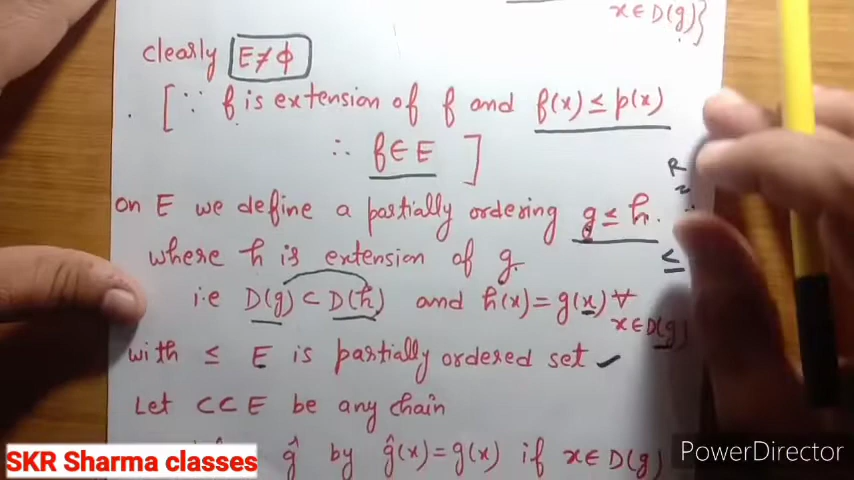 x ∈ D(g)}
clearly E ≠ ϕ
[ ∵ f is extension of f and f(x) ≤ p(x)
∴ f ∈ E ]
R
≤
on E we define a partially ordering g ≤ h.
where h is extension of g.
i.e D(g) ⊂ D(h) and h(x) = g(x) ∀
x ∈ D(g)
with ≤ E is partially ordered set
Let C ⊂ E be any chain
ĝ by ĝ(x) = g(x) if x ∈ D(g)
SKR Sharma classes
PowerDirector